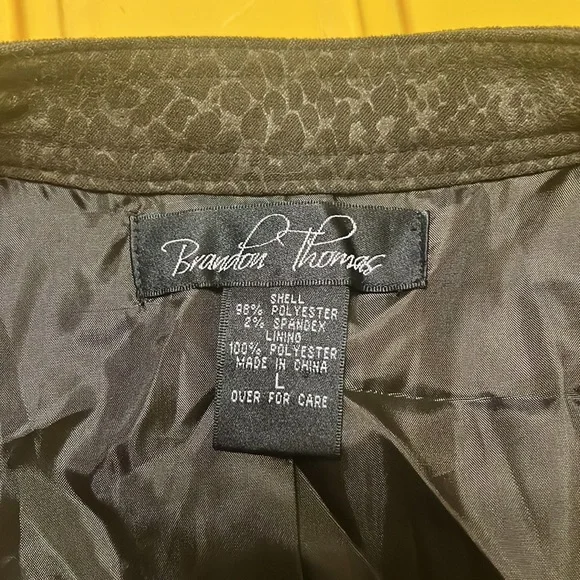 Brandon Thomas
SHELL
98% POLYESTER
2% SPANDEX
LINING
100% POLYESTER
MADE IN CHINA
L
OVER FOR CARE